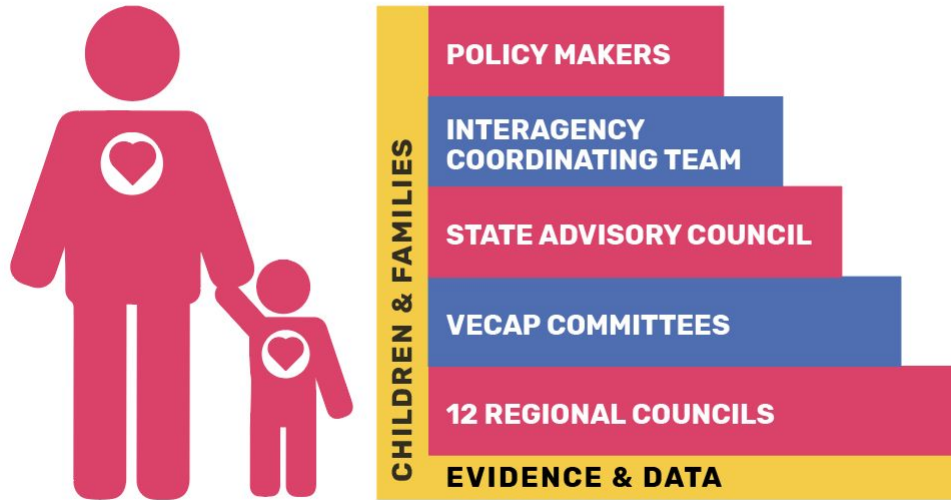 CHILDREN & FAMILIES
POLICY MAKERS
INTERAGENCY
COORDINATING TEAM
STATE ADVISORY COUNCIL
VECAP COMMITTEES
12 REGIONAL COUNCILS
EVIDENCE & DATA